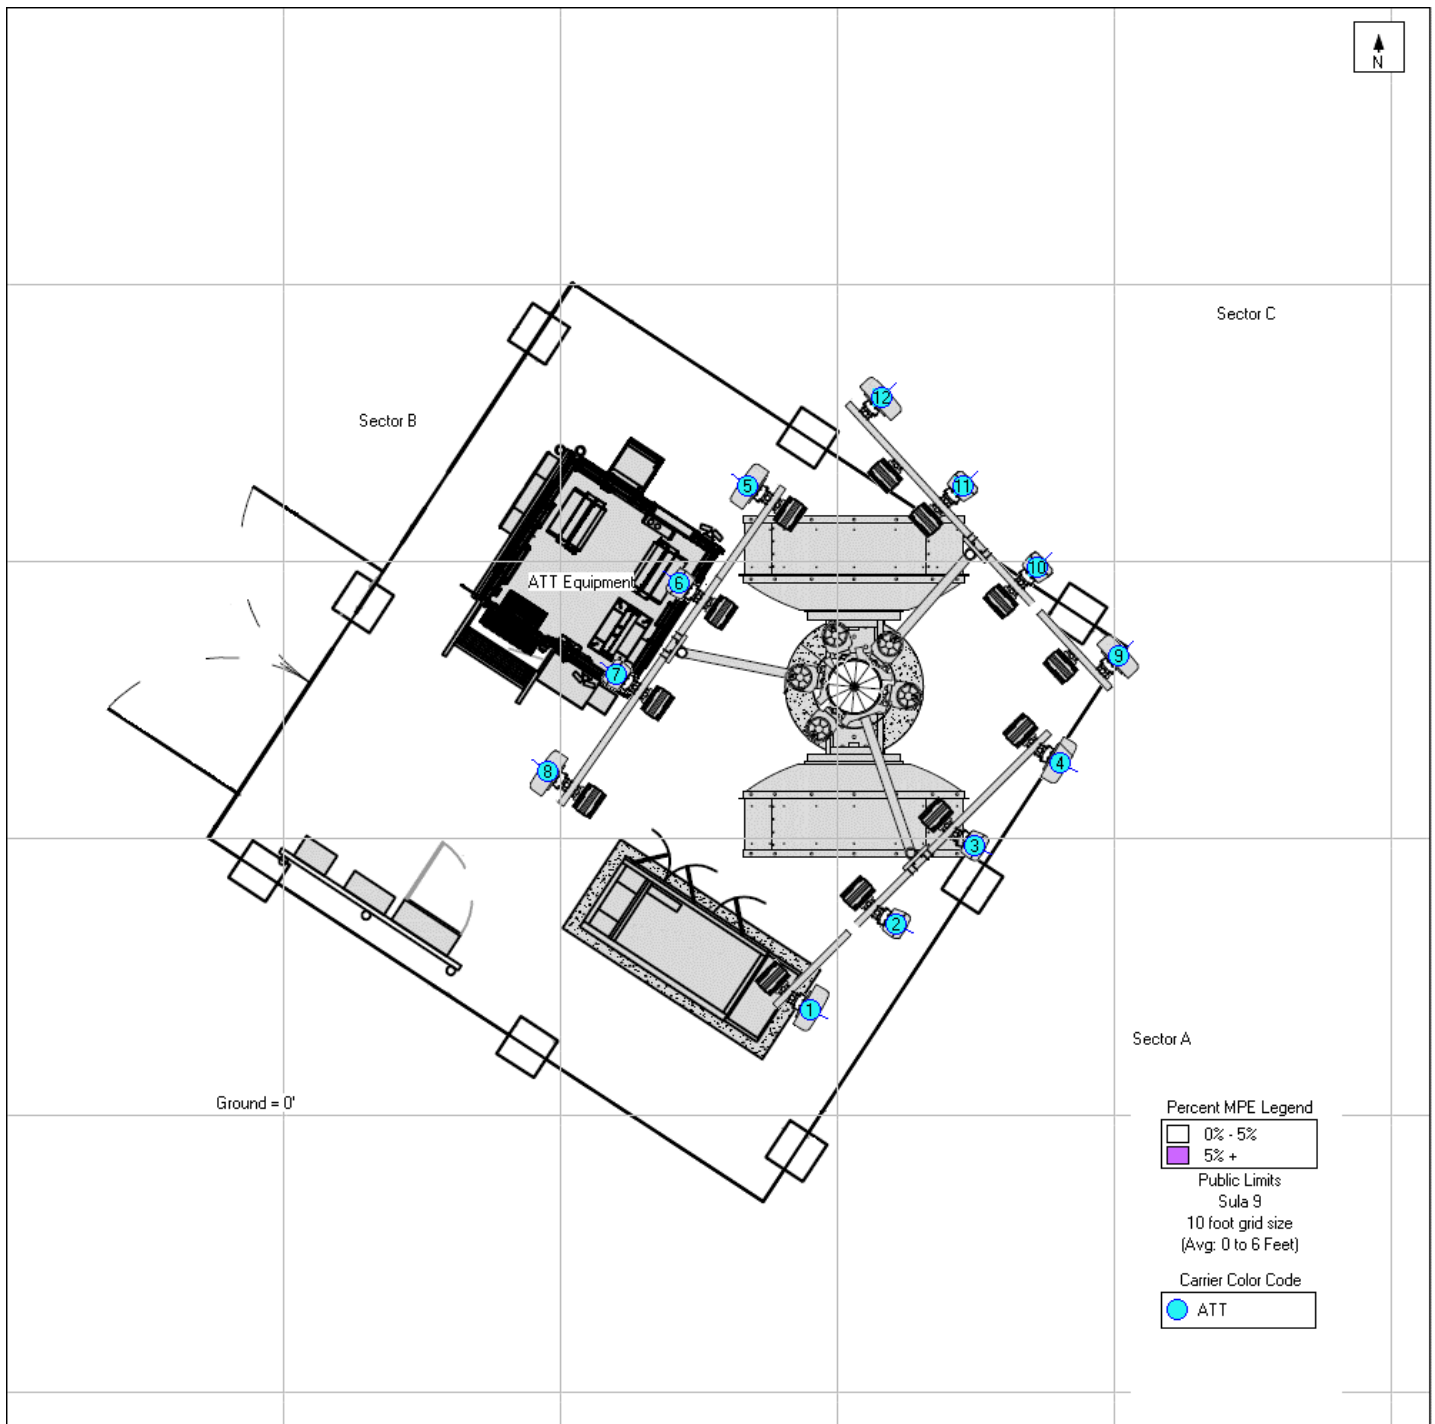 N
Sector C
12
Sector B
5
11
6
ATT Equipment
10
7
9
8
4
3
2
1
Sector A
Ground = 0'
Percent MPE Legend
0% - 5%
5% +
Public Limits
Sula 9
10 foot grid size
(Avg: 0 to 6 Feet)
Carrier Color Code
ATT